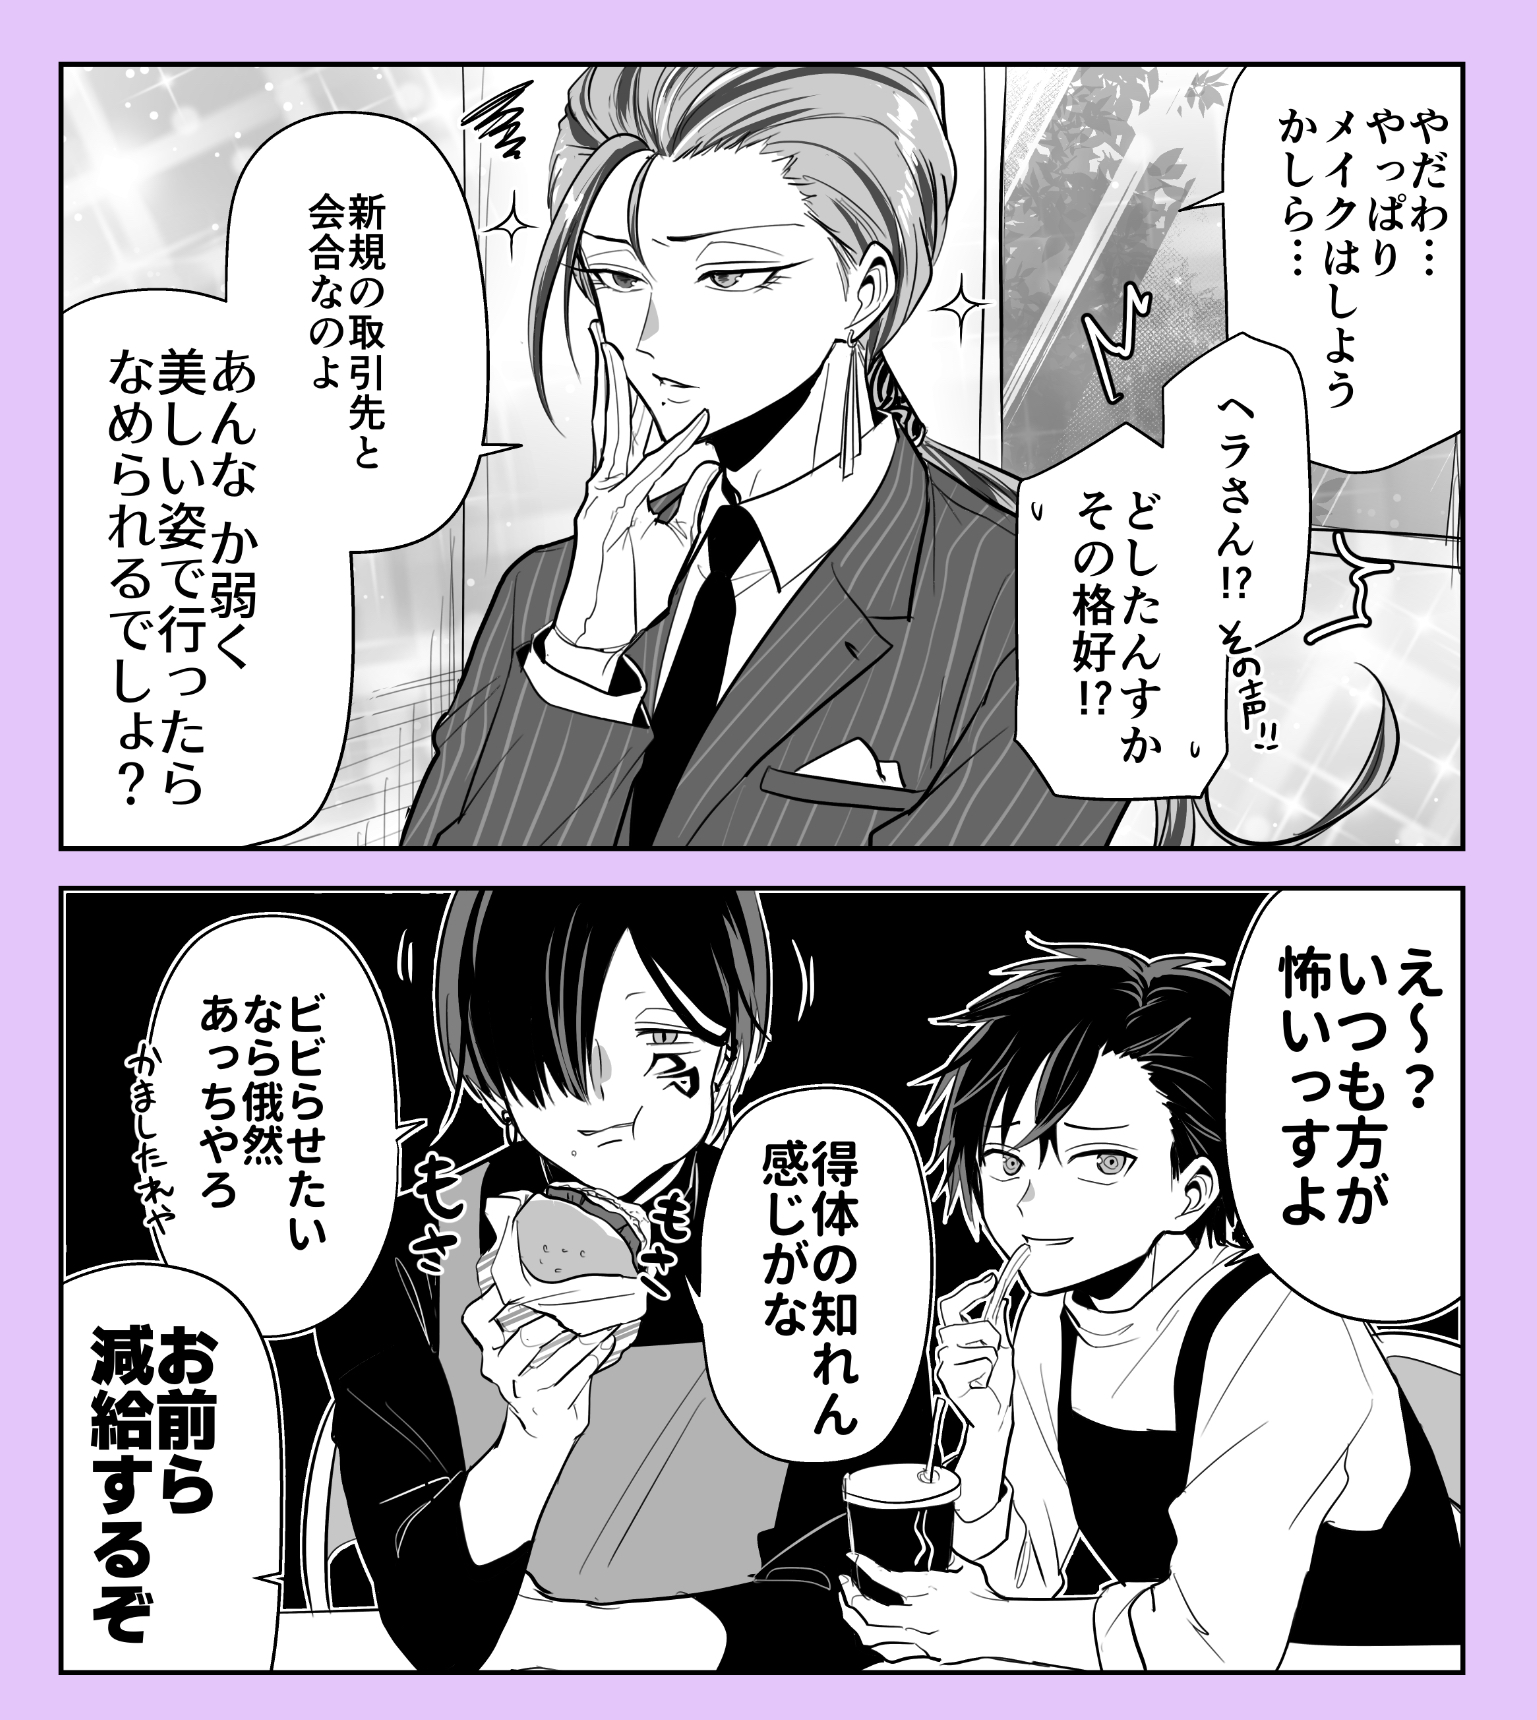 やだわ…
やっぱり
メイクはしよう
かしら…
ヘラさん!?
その声!!
どしたんすか
その格好!?
新規の取引先と
会合なのよ
あんな か弱く
美しい姿で行ったら
なめられるでしょ?
え～?
いつも方が
怖いっすよ
得体の知れん
感じがな
もさ
もさ
ビビらせたい
なら俄然
あっちやろ
かましたれや
お前ら
減給するぞ